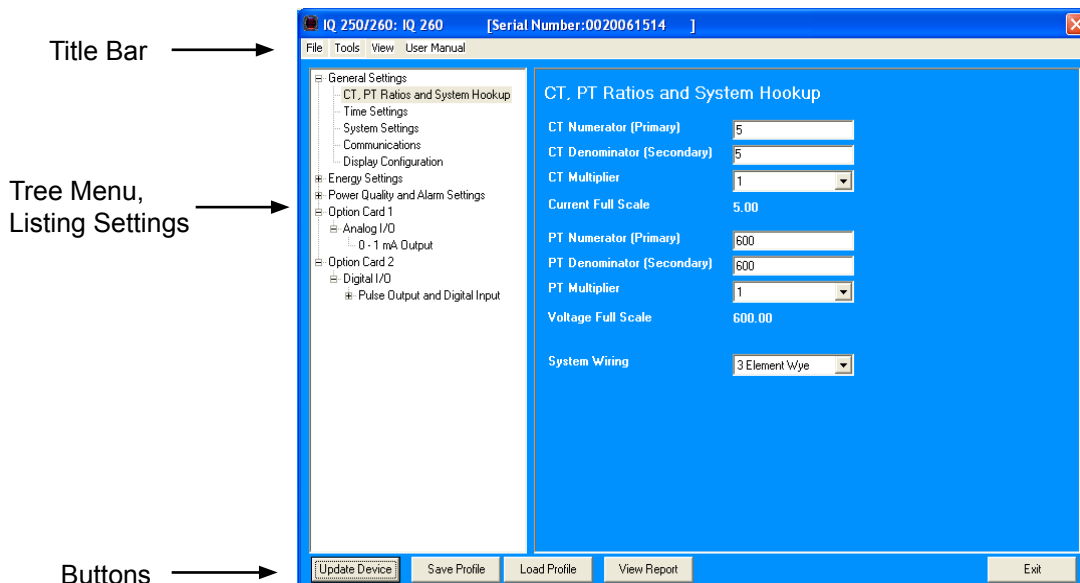 IQ 250/260: IQ 260 [Serial Number:0020061514 ]
File Tools View User Manual
Title Bar
General Settings
CT, PT Ratios and System Hookup
Time Settings
System Settings
Communications
Display Configuration
Energy Settings
Power Quality and Alarm Settings
Option Card 1
Analog I/O
0 - 1 mA Output
Option Card 2
Digital I/O
Pulse Output and Digital Input
Tree Menu,
Listing Settings
CT, PT Ratios and System Hookup
CT Numerator (Primary) 5
CT Denominator (Secondary) 5
CT Multiplier 1
Current Full Scale 5.00
PT Numerator (Primary) 600
PT Denominator (Secondary) 600
PT Multiplier 1
Voltage Full Scale 600.00
System Wiring 3 Element Wye
Buttons
Update Device Save Profile Load Profile View Report Exit